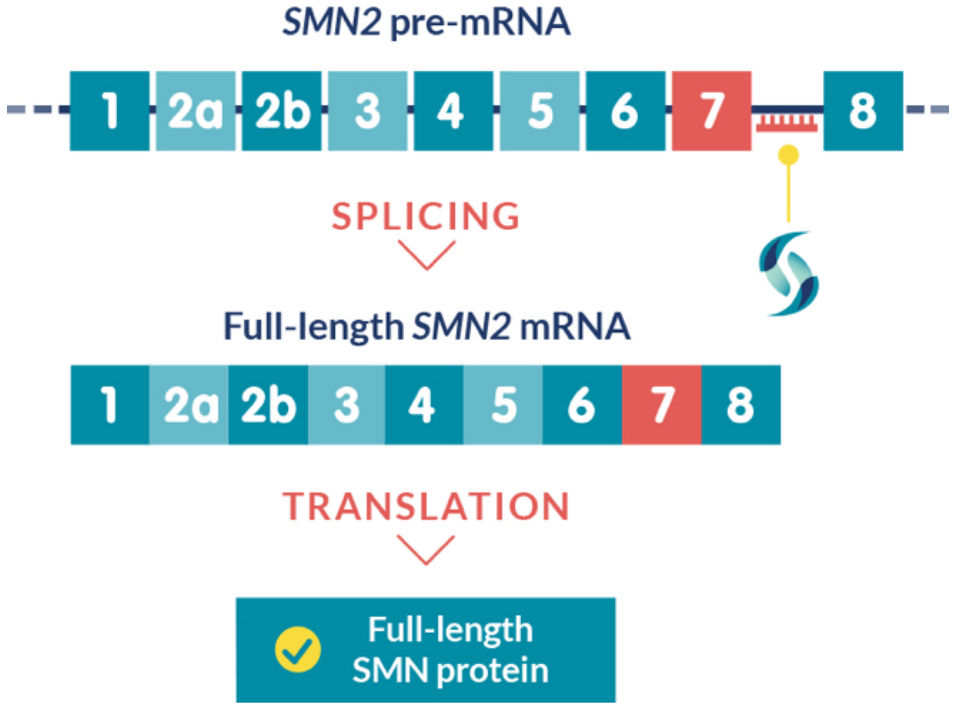 SMN2 pre-mRNA
1 2a 2b 3 4 5 6 7 8
SPLICING
Full-length SMN2 mRNA
1 2a 2b 3 4 5 6 7 8
TRANSLATION
Full-length
SMN protein